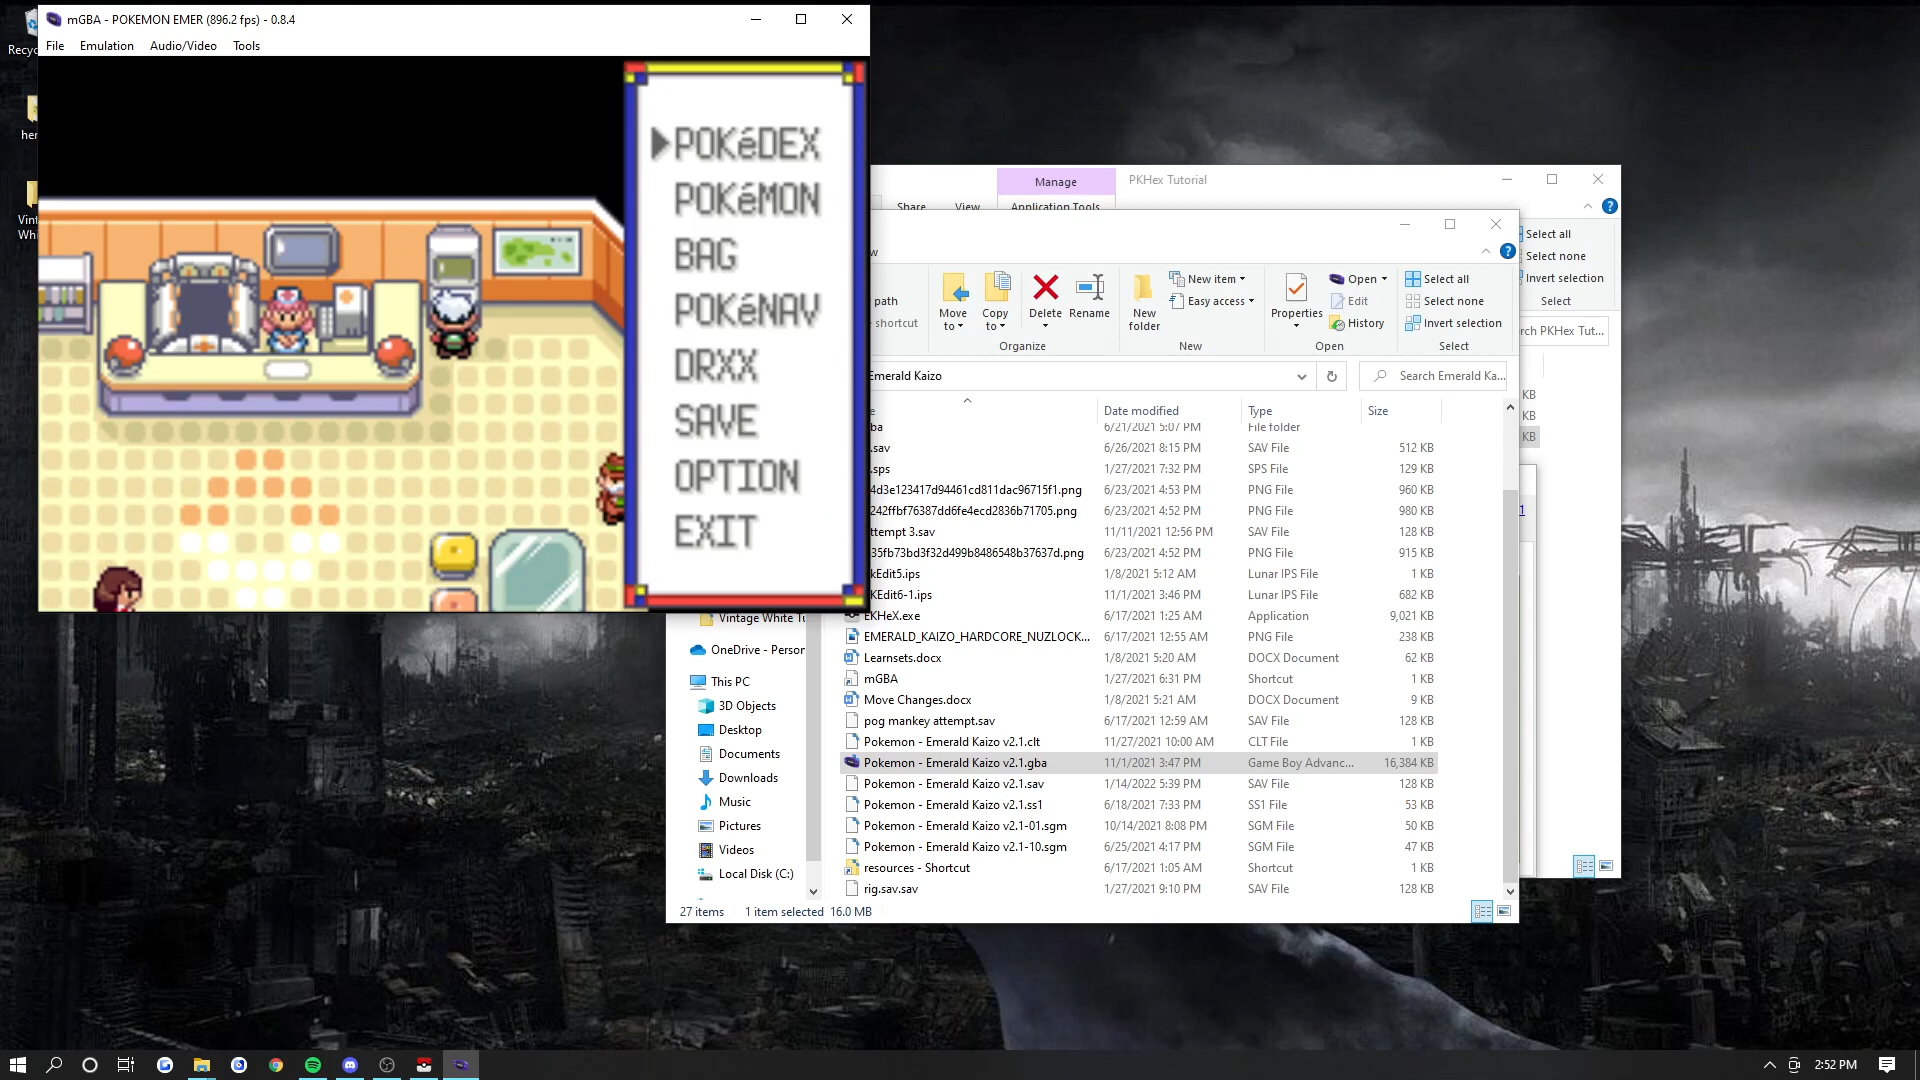 mGBA - POKEMON EMER (896.2 fps) - 0.8.4
File Emulation Audio/Video Tools
POKéDEX
POKéMON
BAG
POKéNAV
DRXX
SAVE
OPTION
EXIT
Manage PKHex Tutorial
Share View Application Tools
Select all
Select none
Invert selection
Select
path
shortcut
Move to
Copy to
Delete
Rename
Organize
New folder
New item
Easy access
New
Properties
Open
Edit
History
Open
Select all
Select none
Invert selection
Select
Emerald Kaizo
Search Emerald Ka...
rch PKHex Tut...
Date modified Type Size
6/21/2021 5:07 PM File folder
.sav 6/26/2021 8:15 PM SAV File 512 KB
.sps 1/27/2021 7:32 PM SPS File 129 KB
4d3e123417d94461cd811dac96715f1.png 6/23/2021 4:53 PM PNG File 960 KB
242ffbf76387dd6fe4ecd2836b71705.png 6/23/2021 4:52 PM PNG File 980 KB
ttempt 3.sav 11/11/2021 12:56 PM SAV File 128 KB
35fb73bd3f32d499b8486548b37637d.png 6/23/2021 4:52 PM PNG File 915 KB
kEdit5.ips 1/8/2021 5:12 AM Lunar IPS File 1 KB
KEdit6-1.ips 11/1/2021 3:46 PM Lunar IPS File 682 KB
EKHeX.exe 6/17/2021 1:25 AM Application 9,021 KB
EMERALD_KAIZO_HARDCORE_NUZLOCK... 6/17/2021 12:55 AM PNG File 238 KB
Learnsets.docx 1/8/2021 5:20 AM DOCX Document 62 KB
mGBA 1/27/2021 6:31 PM Shortcut 1 KB
Move Changes.docx 1/8/2021 5:21 AM DOCX Document 9 KB
pog mankey attempt.sav 6/17/2021 12:59 AM SAV File 128 KB
Pokemon - Emerald Kaizo v2.1.clt 11/27/2021 10:00 AM CLT File 1 KB
Pokemon - Emerald Kaizo v2.1.gba 11/1/2021 3:47 PM Game Boy Advanc... 16,384 KB
Pokemon - Emerald Kaizo v2.1.sav 1/14/2022 5:39 PM SAV File 128 KB
Pokemon - Emerald Kaizo v2.1.ss1 6/18/2021 7:33 PM SS1 File 53 KB
Pokemon - Emerald Kaizo v2.1-01.sgm 10/14/2021 8:08 PM SGM File 50 KB
Pokemon - Emerald Kaizo v2.1-10.sgm 6/25/2021 4:17 PM SGM File 47 KB
resources - Shortcut 6/17/2021 1:05 AM Shortcut 1 KB
rig.sav.sav 1/27/2021 9:10 PM SAV File 128 KB
KB
KB
KB
1
Vintage White Tu
OneDrive - Person
This PC
3D Objects
Desktop
Documents
Downloads
Music
Pictures
Videos
Local Disk (C:)
27 items 1 item selected 16.0 MB
Recyc
her
Vint
Whi
2:52 PM